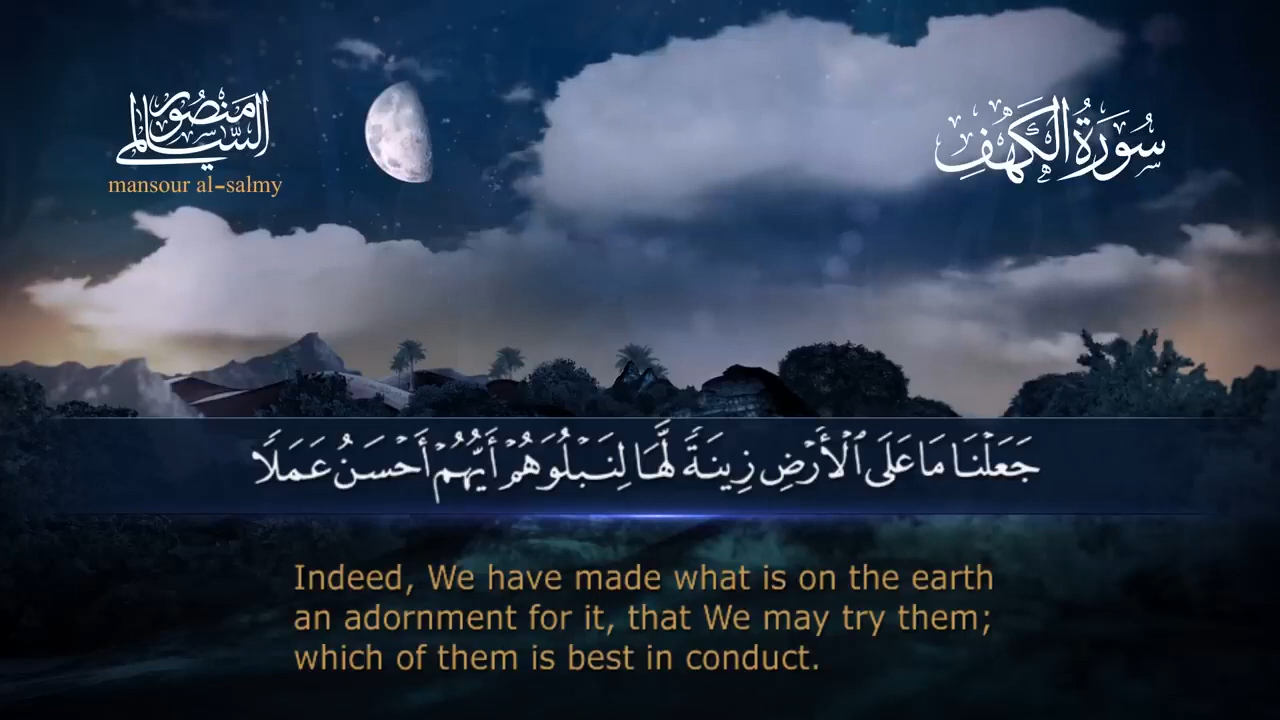 منصور
السالمي
mansour al-salmy
سُورَةُ الكَهْفِ
جَعَلْنَا مَا عَلَى ٱلْأَرْضِ زِينَةً لَّهَا لِنَبْلُوَهُمْ أَيُّهُمْ أَحْسَنُ عَمَلًا
Indeed, We have made what is on the earth
an adornment for it, that We may try them;
which of them is best in conduct.